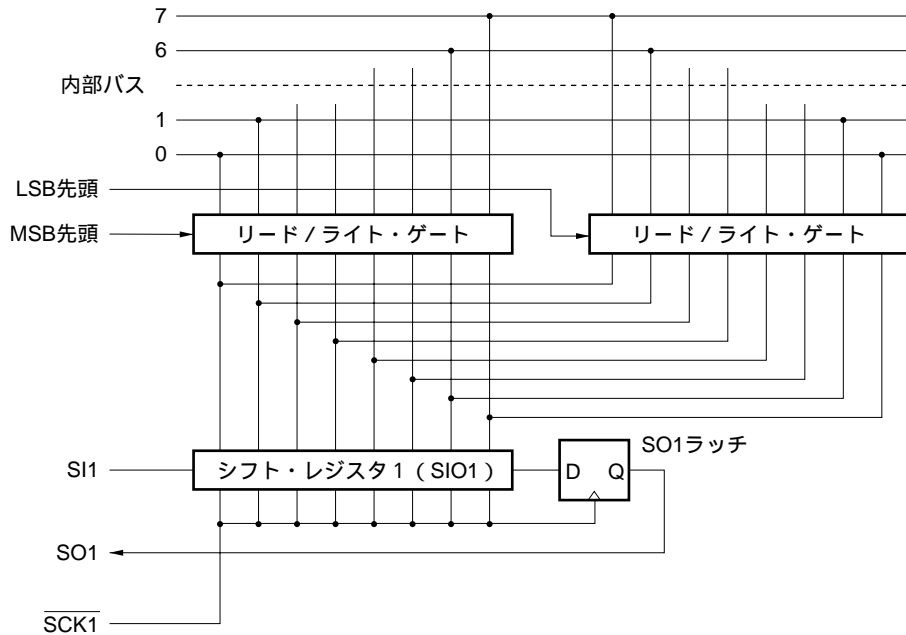 7
6
内部バス
1
0
LSB先頭
MSB先頭
リード/ライト・ゲート
リード/ライト・ゲート
SO1ラッチ
SI1
シフト・レジスタ1(SIO1)
D Q
SO1
SCK1